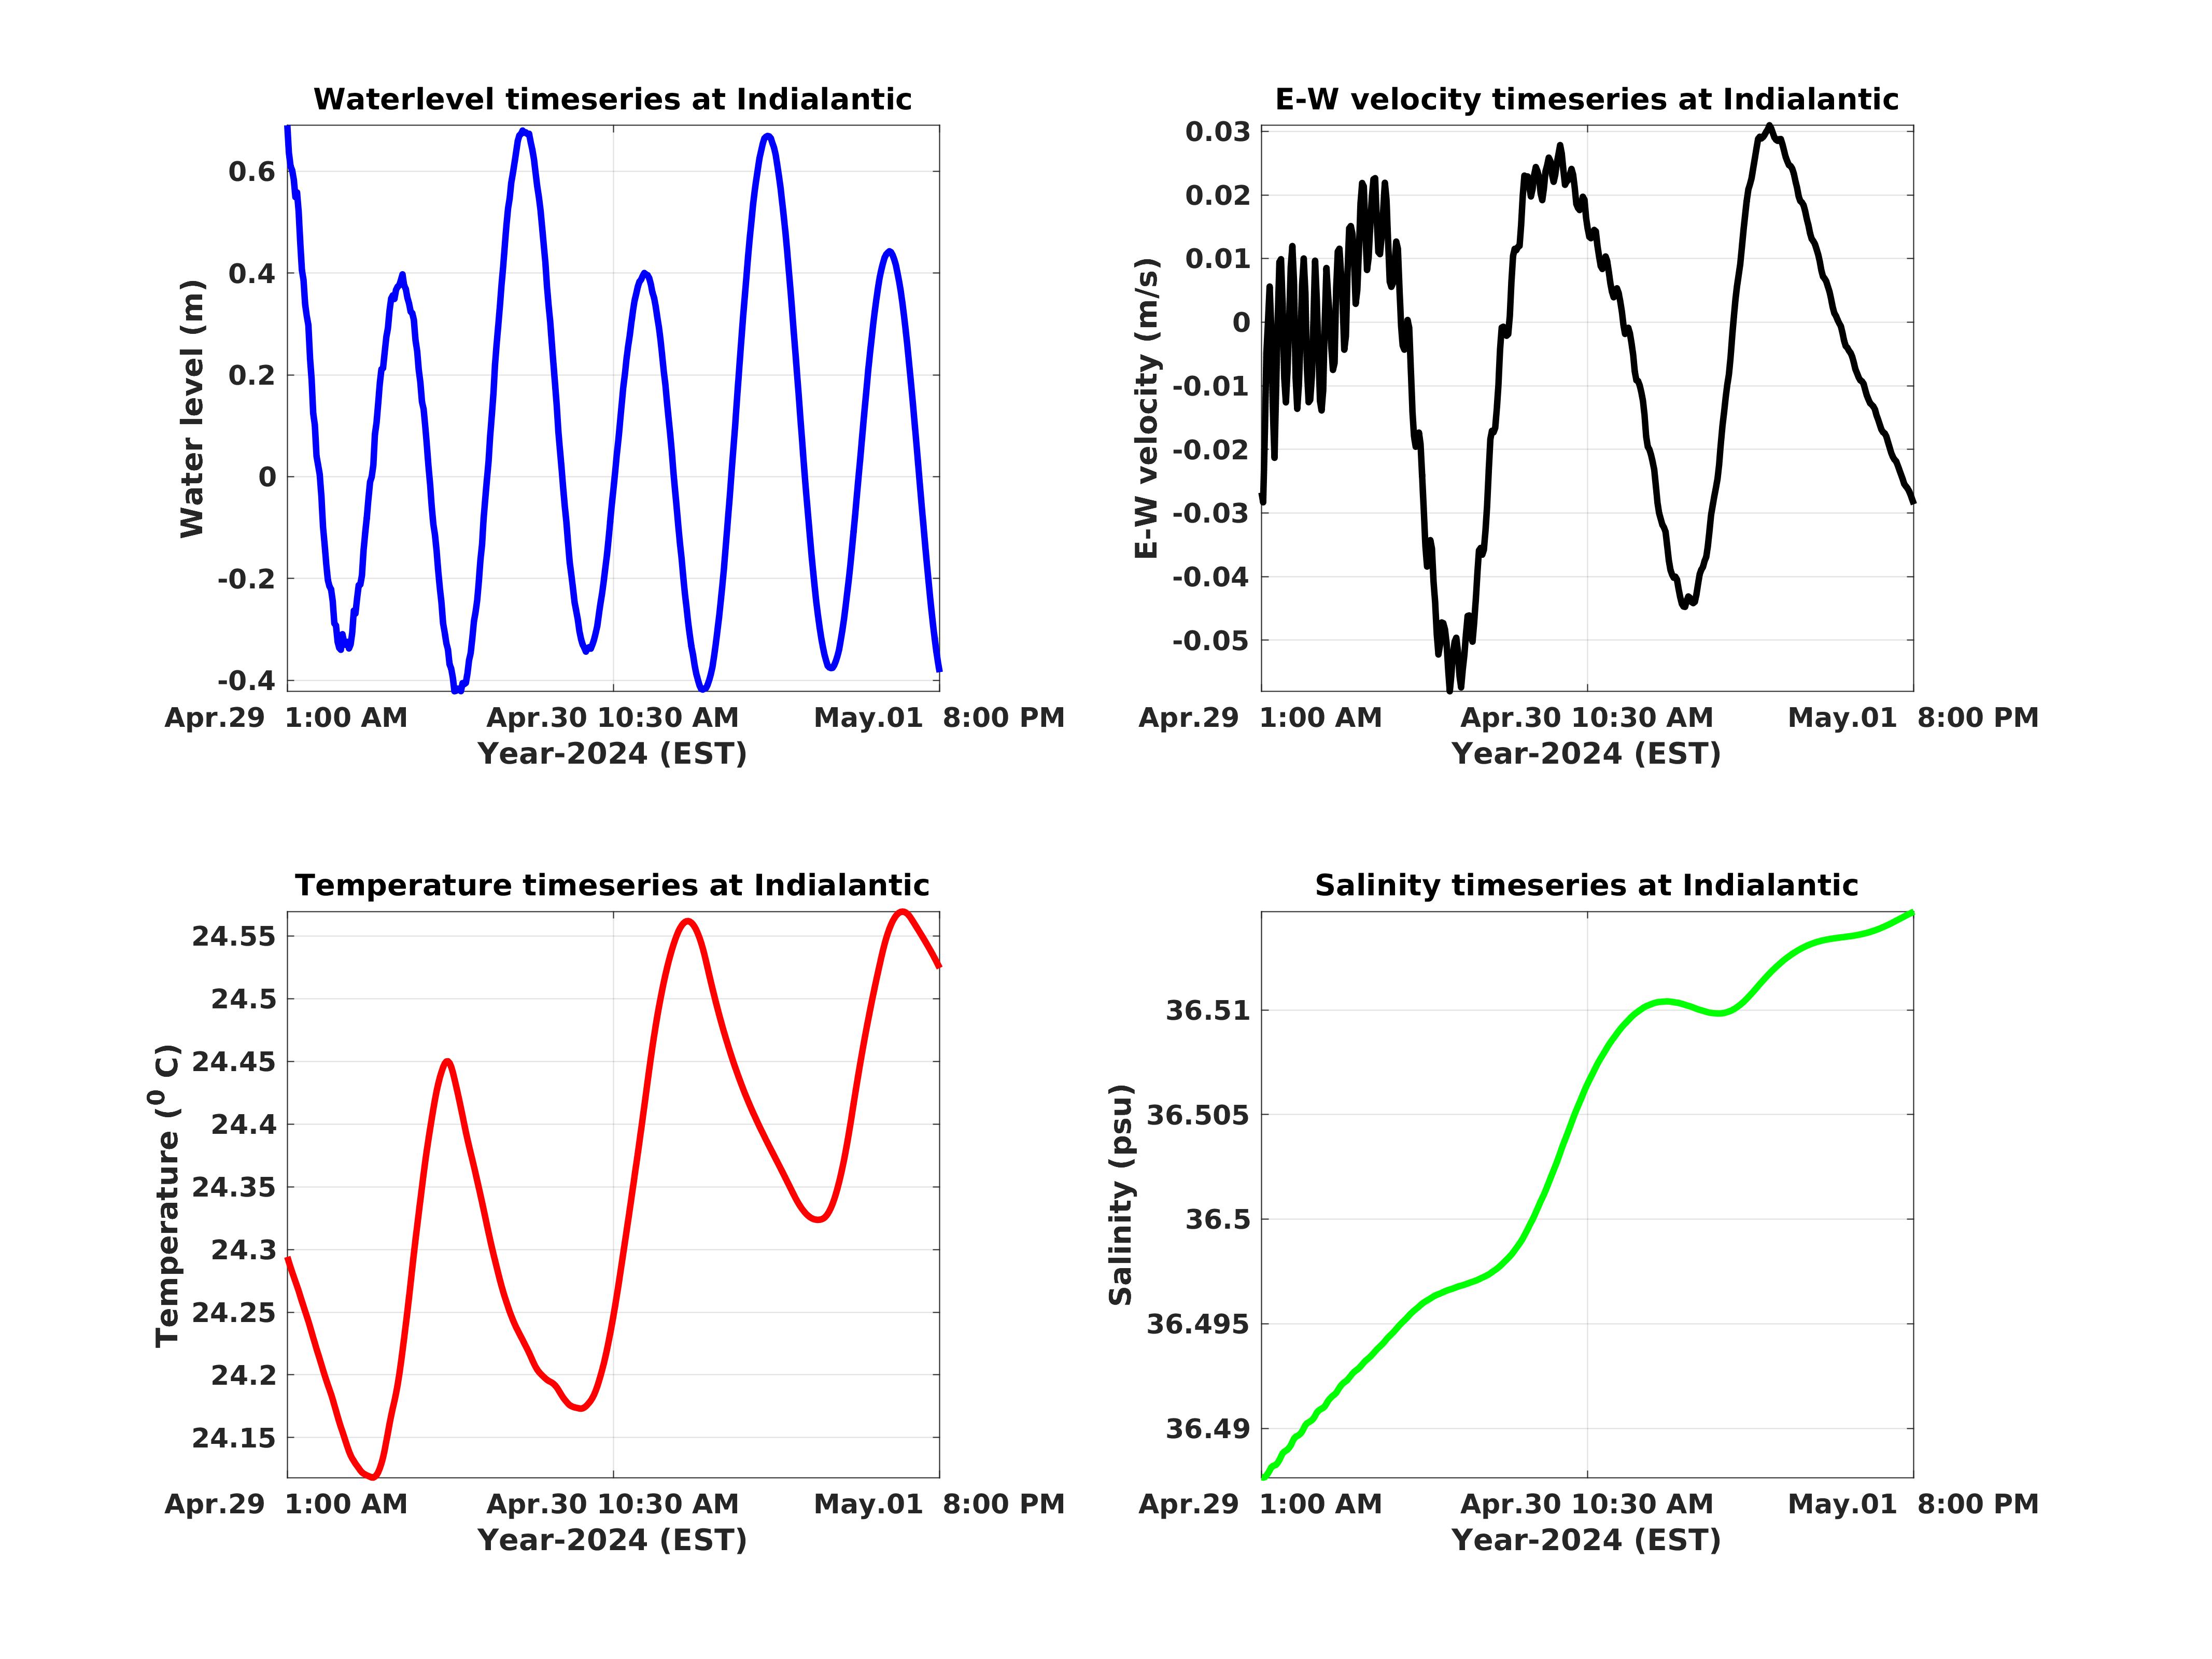 Waterlevel timeseries at Indialantic
Water level (m)
0.6
0.4
0.2
0
-0.2
-0.4
Apr.29 1:00 AM
Apr.30 10:30 AM
May.01 8:00 PM
Year-2024 (EST)
E-W velocity timeseries at Indialantic
E-W velocity (m/s)
0.03
0.02
0.01
0
-0.01
-0.02
-0.03
-0.04
-0.05
Apr.29 1:00 AM
Apr.30 10:30 AM
May.01 8:00 PM
Year-2024 (EST)
Temperature timeseries at Indialantic
Temperature (⁰ C)
24.55
24.5
24.45
24.4
24.35
24.3
24.25
24.2
24.15
Apr.29 1:00 AM
Apr.30 10:30 AM
May.01 8:00 PM
Year-2024 (EST)
Salinity timeseries at Indialantic
Salinity (psu)
36.51
36.505
36.5
36.495
36.49
Apr.29 1:00 AM
Apr.30 10:30 AM
May.01 8:00 PM
Year-2024 (EST)